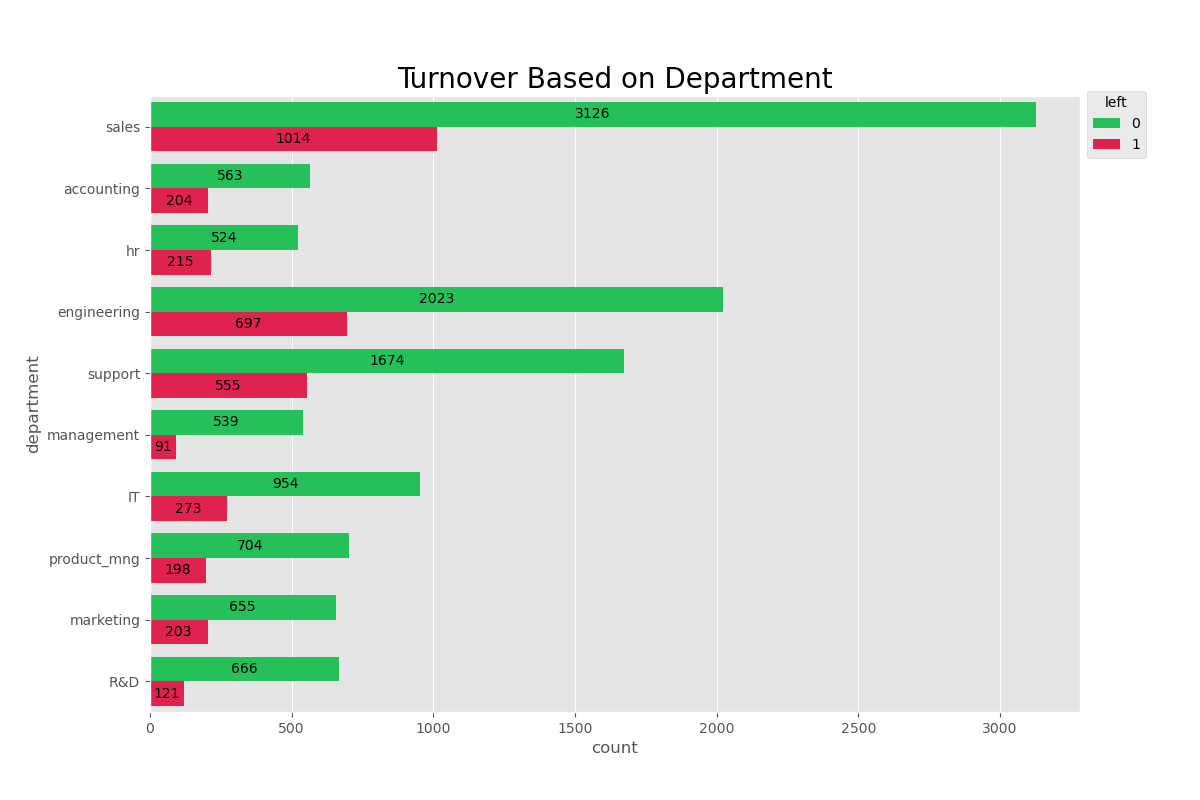 Turnover Based on Department
left
0
1
sales
3126
1014
accounting
563
204
hr
524
215
engineering
2023
697
support
1674
555
management
539
91
IT
954
273
product_mng
704
198
marketing
655
203
R&D
666
121
department
0 500 1000 1500 2000 2500 3000
count